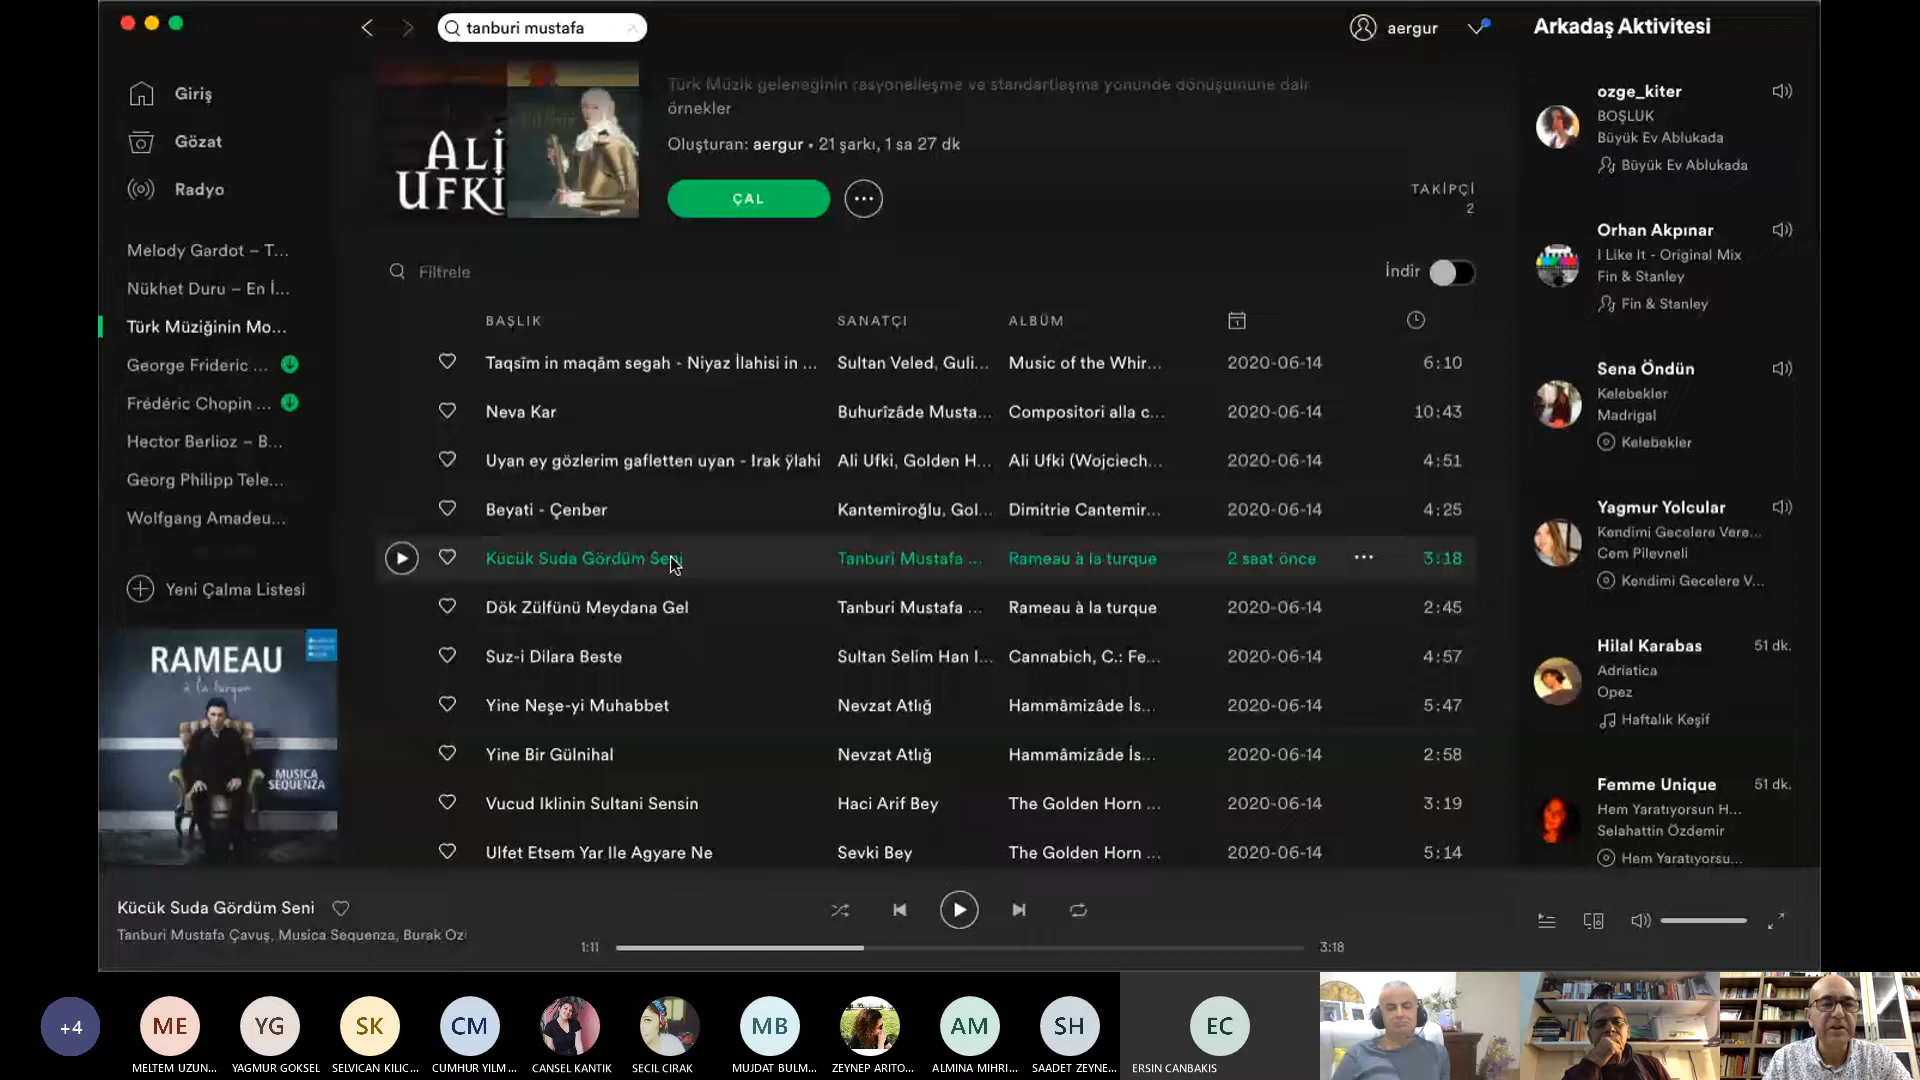 tanburi mustafa
aergur
Arkadaş Aktivitesi
Giriş
Gözat
Radyo
Melody Gardot – T...
Nükhet Duru – En İ...
Türk Müziğinin Mo...
George Frideric ...
Frédéric Chopin ...
Hector Berlioz – B...
Georg Philipp Tele...
Wolfgang Amadeu...
Yeni Çalma Listesi
RAMEAU
à la turque
MUSICA
SEQUENZA
ALİ
UFKİ
Türk Müzik geleneğinin rasyonelleşme ve standartlaşma yönünde dönüşümüne dair
örnekler
Oluşturan: aergur • 21 şarkı, 1 sa 27 dk
ÇAL
TAKİPÇİ
2
Filtrele
İndir
BAŞLIK SANATÇI ALBÜM
Taqsīm in maqām segah - Niyaz İlahisi in ... Sultan Veled, Guli... Music of the Whir... 2020-06-14 6:10
Neva Kar Buhurîzâde Musta... Compositori alla c... 2020-06-14 10:43
Uyan ey gözlerim gafletten uyan - Irak ÿlahi Ali Ufki, Golden H... Ali Ufki (Wojciech... 2020-06-14 4:51
Beyati - Çenber Kantemiroğlu, Gol... Dimitrie Cantemir... 2020-06-14 4:25
Kücük Suda Gördüm Seni Tanburi Mustafa ... Rameau à la turque 2 saat önce 3:18
Dök Zülfünü Meydana Gel Tanburi Mustafa ... Rameau à la turque 2020-06-14 2:45
Suz-i Dilara Beste Sultan Selim Han I... Cannabich, C.: Fe... 2020-06-14 4:57
Yine Neşe-yi Muhabbet Nevzat Atlığ Hammâmizâde İs... 2020-06-14 5:47
Yine Bir Gülnihal Nevzat Atlığ Hammâmizâde İs... 2020-06-14 2:58
Vucud Iklinin Sultani Sensin Haci Arif Bey The Golden Horn ... 2020-06-14 3:19
Ulfet Etsem Yar Ile Agyare Ne Sevki Bey The Golden Horn ... 2020-06-14 5:14
ozge_kiter
BOŞLUK
Büyük Ev Ablukada
Büyük Ev Ablukada
Orhan Akpınar
I Like It - Original Mix
Fin & Stanley
Fin & Stanley
Sena Öndün
Kelebekler
Madrigal
Kelebekler
Yagmur Yolcular
Kendimi Gecelere Vere...
Cem Pilevneli
Kendimi Gecelere V...
Hilal Karabas 51 dk.
Adriatica
Opez
Haftalık Keşif
Femme Unique 51 dk.
Hem Yaratıyorsun H...
Selahattin Özdemir
Hem Yaratıyorsu...
Kücük Suda Gördüm Seni
Tanburi Mustafa Çavuş, Musica Sequenza, Burak Oz
1:11 3:18
+4 ME YG SK CM MB AM SH EC
MELTEM UZUN... YAGMUR GOKSEL SELVICAN KILIC... CUMHUR YILM ... CANSEL KANTIK SECIL CIRAK MUJDAT BULM... ZEYNEP ARITO... ALMINA MIHRI... SAADET ZEYNE... ERSIN CANBAKIS